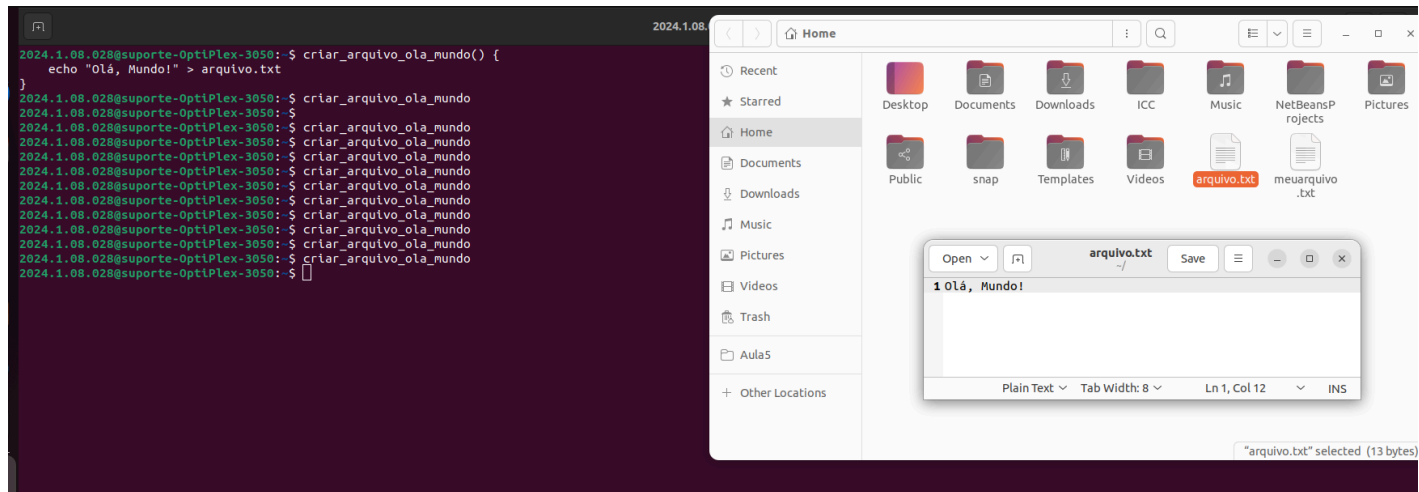 2024.1.08.
2024.1.08.028@suporte-OptiPlex-3050:~$ criar_arquivo_ola_mundo() {
    echo "Olá, Mundo!" > arquivo.txt
}
2024.1.08.028@suporte-OptiPlex-3050:~$ criar_arquivo_ola_mundo
2024.1.08.028@suporte-OptiPlex-3050:~$
2024.1.08.028@suporte-OptiPlex-3050:~$ criar_arquivo_ola_mundo
2024.1.08.028@suporte-OptiPlex-3050:~$ criar_arquivo_ola_mundo
2024.1.08.028@suporte-OptiPlex-3050:~$ criar_arquivo_ola_mundo
2024.1.08.028@suporte-OptiPlex-3050:~$ criar_arquivo_ola_mundo
2024.1.08.028@suporte-OptiPlex-3050:~$ criar_arquivo_ola_mundo
2024.1.08.028@suporte-OptiPlex-3050:~$ criar_arquivo_ola_mundo
2024.1.08.028@suporte-OptiPlex-3050:~$ criar_arquivo_ola_mundo
2024.1.08.028@suporte-OptiPlex-3050:~$ criar_arquivo_ola_mundo
2024.1.08.028@suporte-OptiPlex-3050:~$ criar_arquivo_ola_mundo
2024.1.08.028@suporte-OptiPlex-3050:~$
Home
Recent
Starred
Home
Documents
Downloads
Music
Pictures
Videos
Trash
Aula5
+ Other Locations
Desktop Documents Downloads ICC Music NetBeansP
rojects Pictures
Public snap Templates Videos arquivo.txt meuarquivo
.txt
Open arquivo.txt Save
~/
1 Olá, Mundo!
Plain Text Tab Width: 8 Ln 1, Col 12 INS
"arquivo.txt" selected (13 bytes)